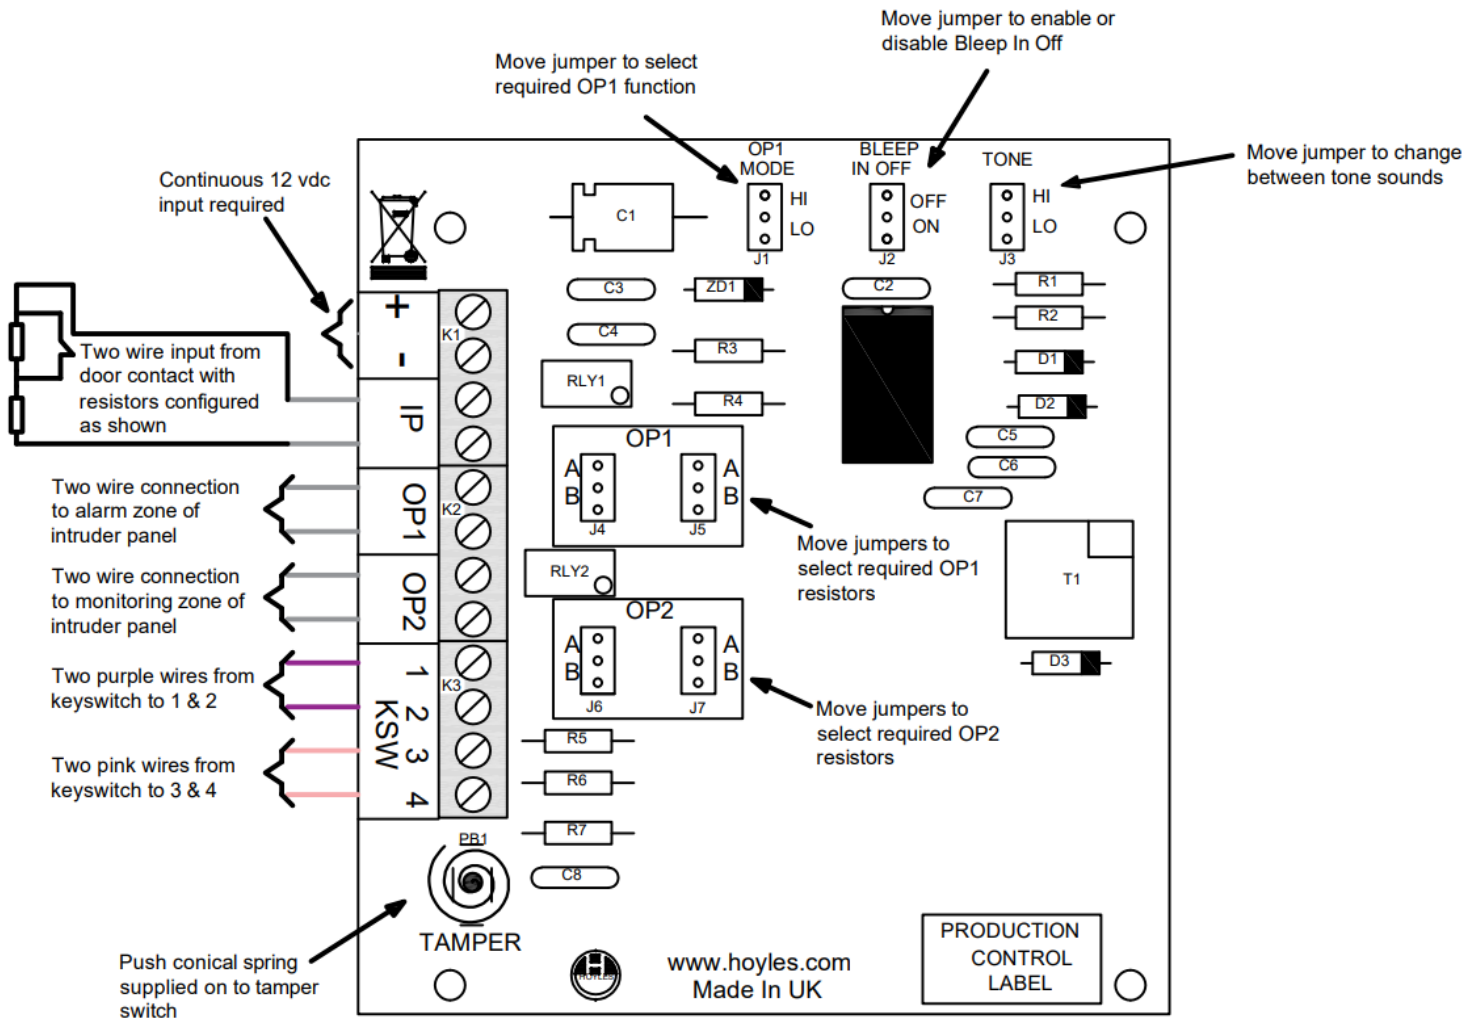 Move jumper to enable or
disable Bleep In Off
Move jumper to select
required OP1 function
Move jumper to change
between tone sounds
Continuous 12 vdc
input required
OP1
MODE
HI
LO
J1
BLEEP
IN OFF
OFF
ON
J2
TONE
HI
LO
J3
C1
C3
ZD1
C2
R1
R2
C4
R3
D1
RLY1
R4
D2
C5
C6
C7
+
-
K1
IP
Two wire input from
door contact with
resistors configured
as shown
OP1
A
B
J4
A
B
J5
Two wire connection
to alarm zone of
intruder panel
OP1
K2
Move jumpers to
select required OP1
resistors
T1
RLY2
Two wire connection
to monitoring zone of
intruder panel
OP2
OP2
A
B
J6
A
B
J7
D3
Two purple wires from
keyswitch to 1 & 2
1
2
3
4
KSW
K3
Move jumpers to
select required OP2
resistors
Two pink wires from
keyswitch to 3 & 4
R5
R6
R7
C8
PB1
TAMPER
Push conical spring
supplied on to tamper
switch
H
HOYLES
www.hoyles.com
Made In UK
PRODUCTION
CONTROL
LABEL